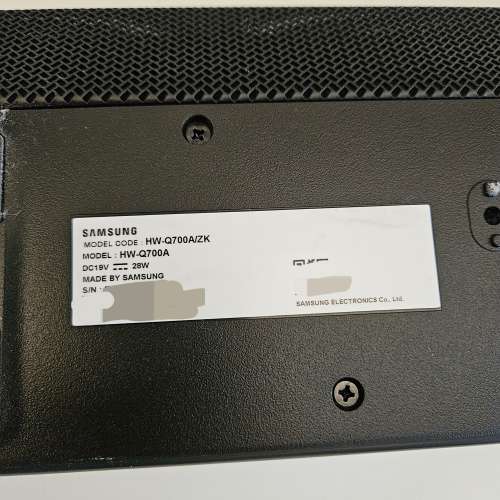 SAMSUNG
MODEL CODE : HW-Q700A/ZK
MODEL : HW-Q700A
DC19V ⎓ 28W
MADE BY SAMSUNG
S/N :
SAMSUNG ELECTRONICS Co., Ltd.